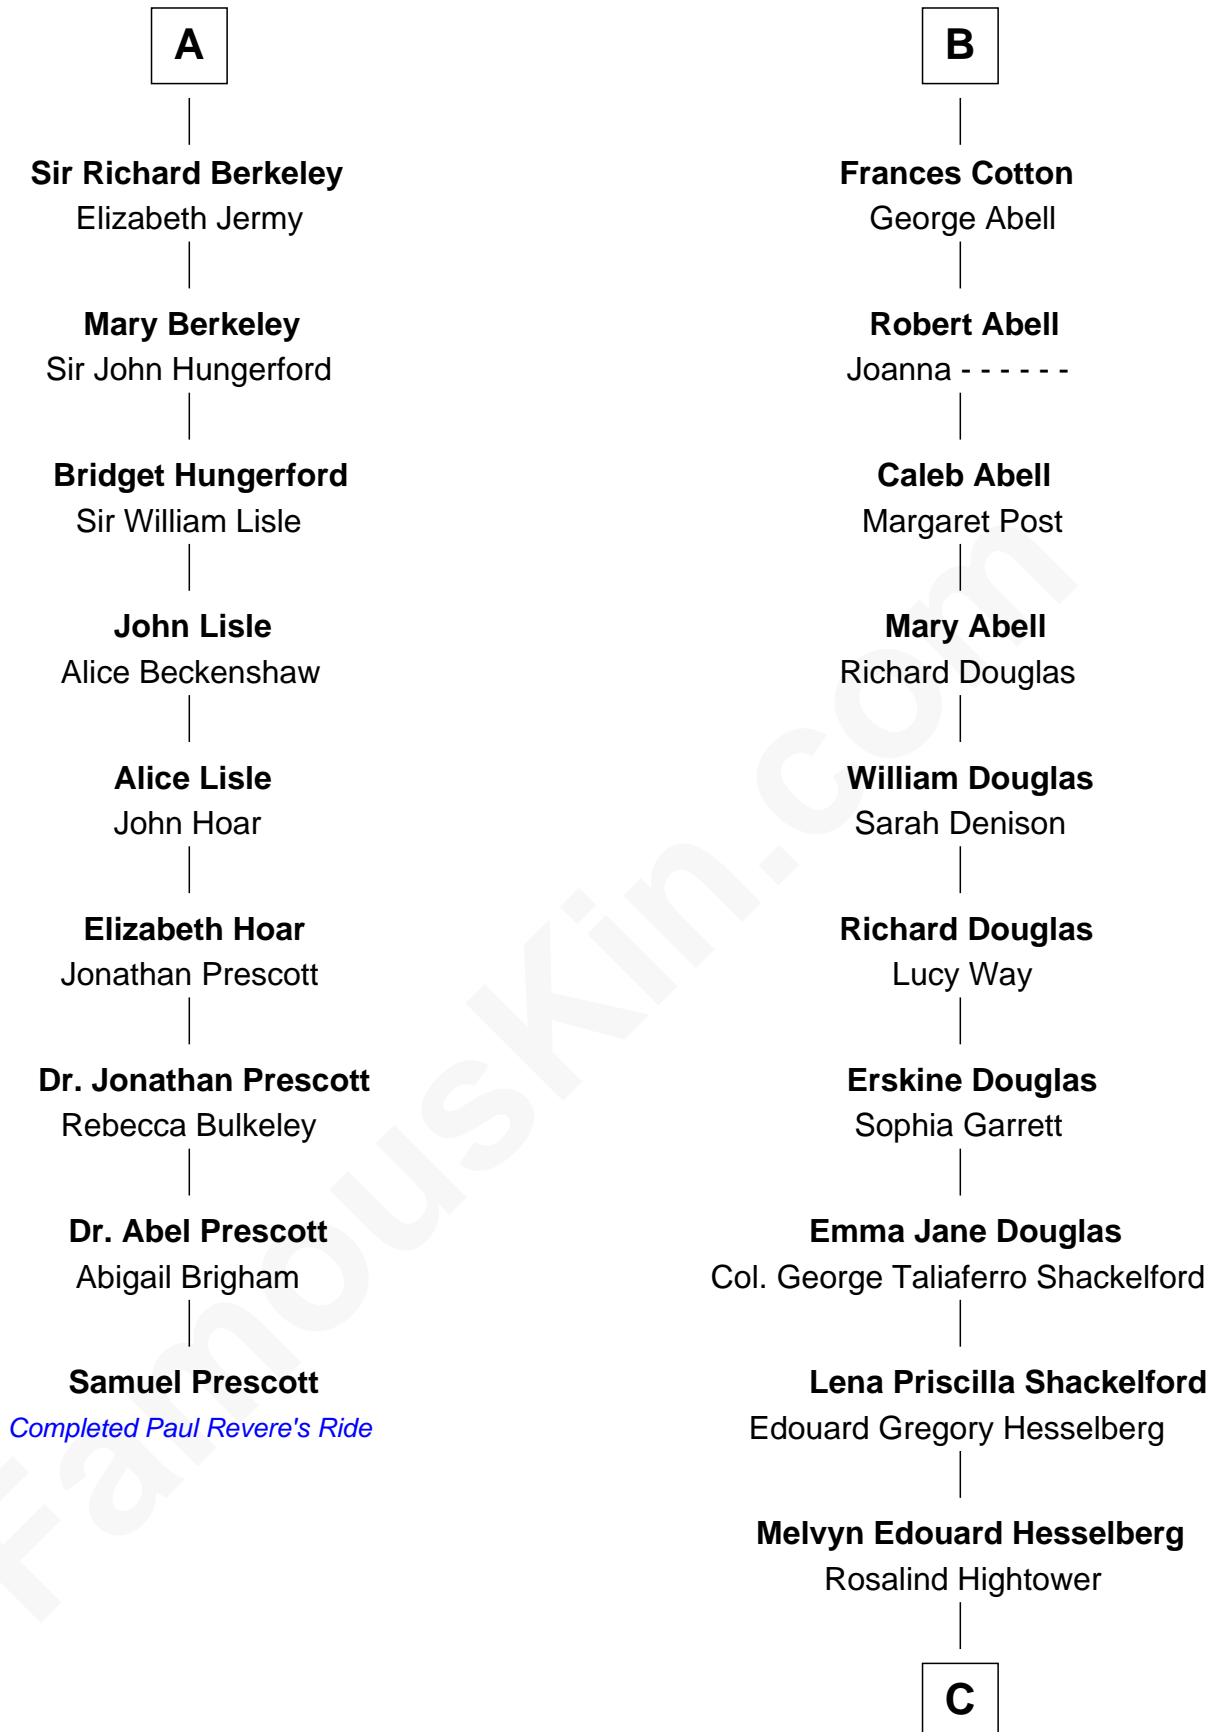 A
Sir Richard Berkeley
Elizabeth Jermy
Mary Berkeley
Sir John Hungerford
Bridget Hungerford
Sir William Lisle
John Lisle
Alice Beckenshaw
Alice Lisle
John Hoar
Elizabeth Hoar
Jonathan Prescott
Dr. Jonathan Prescott
Rebecca Bulkeley
Dr. Abel Prescott
Abigail Brigham
Samuel Prescott
Completed Paul Revere's Ride
B
Frances Cotton
George Abell
Robert Abell
Joanna - - - - - -
Caleb Abell
Margaret Post
Mary Abell
Richard Douglas
William Douglas
Sarah Denison
Richard Douglas
Lucy Way
Erskine Douglas
Sophia Garrett
Emma Jane Douglas
Col. George Taliaferro Shackelford
Lena Priscilla Shackelford
Edouard Gregory Hesselberg
Melvyn Edouard Hesselberg
Rosalind Hightower
C
FamousKin.com